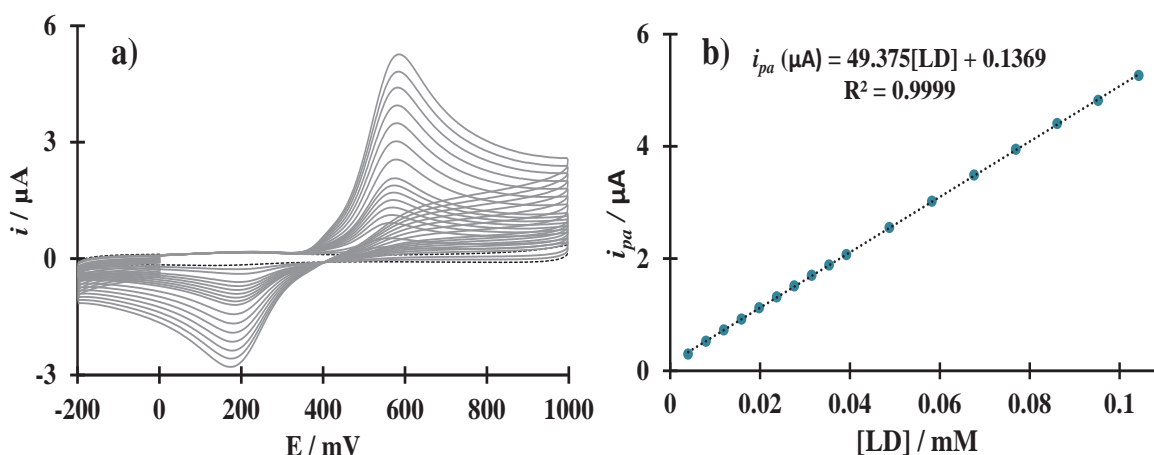 a)
6
3
0
-3
i / µA
-200 0 200 400 600 800 1000
E / mV
b)
i_pa (µA) = 49.375[LD] + 0.1369
R² = 0.9999
6
4
2
0
i_pa / µA
0 0.02 0.04 0.06 0.08 0.1
[LD] / mM